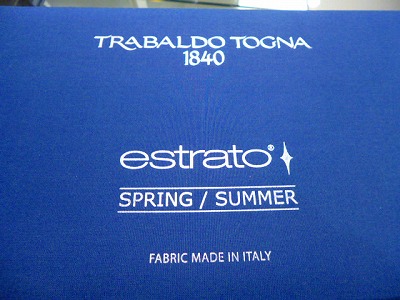 TRABALDO TOGNA
1840
estrato®
SPRING / SUMMER
FABRIC MADE IN ITALY